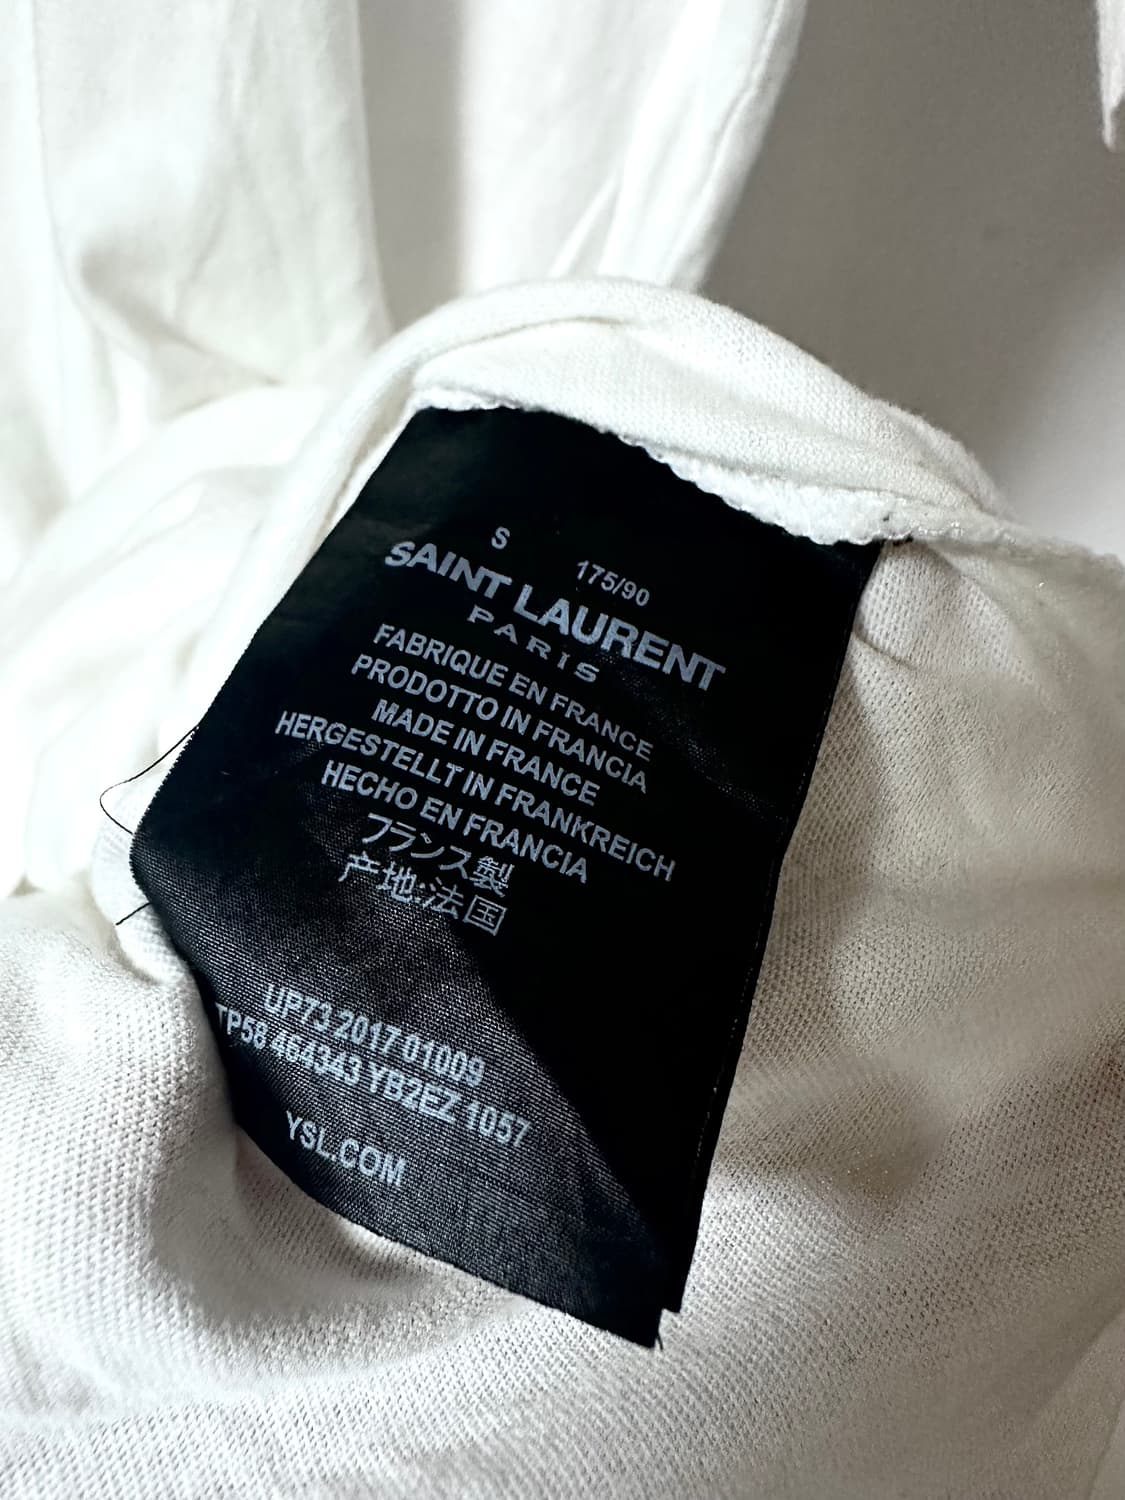 S 175/90
SAINT LAURENT
PARIS
FABRIQUE EN FRANCE
PRODOTTO IN FRANCIA
MADE IN FRANCE
HERGESTELLT IN FRANKREICH
HECHO EN FRANCIA
フランス製
产地:法国
UP73 2017 01009
TP58 464343 YB2EZ 1057
YSL.COM